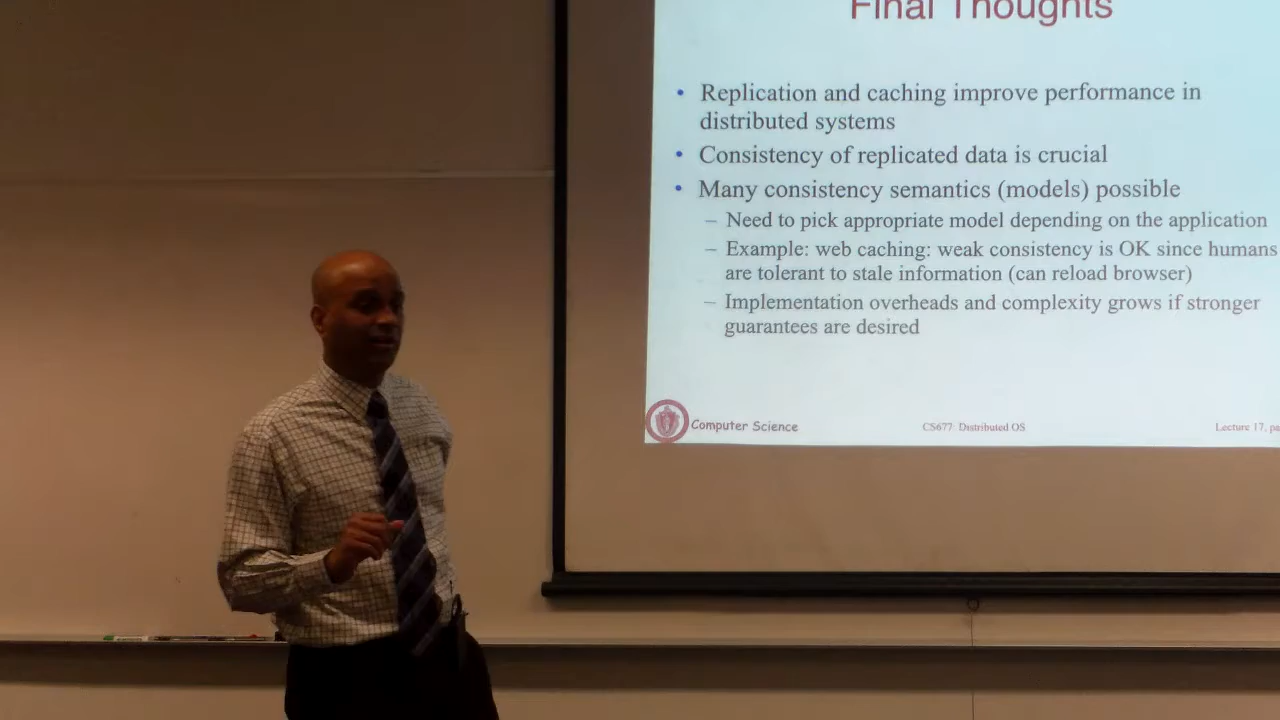 Final Thoughts
• Replication and caching improve performance in
distributed systems
• Consistency of replicated data is crucial
• Many consistency semantics (models) possible
– Need to pick appropriate model depending on the application
– Example: web caching: weak consistency is OK since humans
are tolerant to stale information (can reload browser)
– Implementation overheads and complexity grows if stronger
guarantees are desired
Computer Science
CS677: Distributed OS
Lecture 17, pa